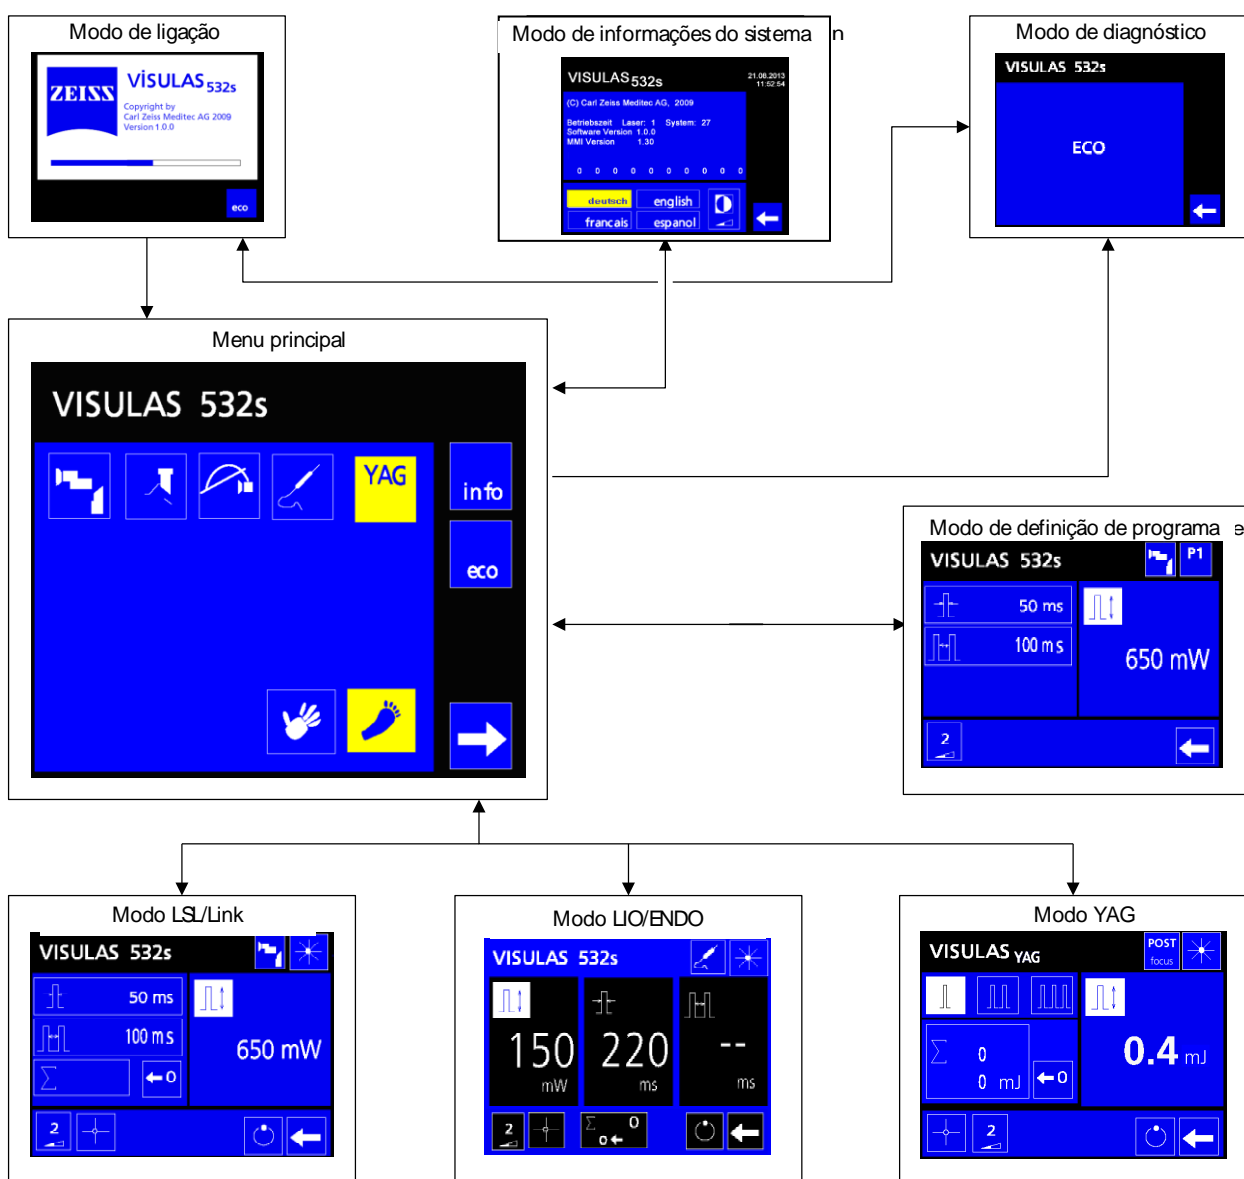 Modo de ligação
ZEISS
VISULAS 532s
Copyright by
Carl Zeiss Meditec AG 2009
Version 1.0.0
eco
Modo de informações do sistema n
VISULAS 532s
21.08.2013
11:52:54
(C) Carl Zeiss Meditec AG, 2009
Betriebszeit Laser: 1 System: 27
Software Version 1.0.0
MMI Version 1.30
0 0 0 0 0 0 0 0 0 0
deutsch english
francais espanol
Modo de diagnóstico
VISULAS 532s
ECO
Menu principal
VISULAS 532s
YAG
info
eco
Modo de definição de programa e
VISULAS 532s
P1
50 ms
100 ms
650 mW
2
Modo LSL/Link
VISULAS 532s
50 ms
100 ms
650 mW
Σ
0
2
Modo LIO/ENDO
VISULAS 532s
150 mW
220 ms
-- ms
2
Σ 0
0
Modo YAG
VISULAS YAG
POST
focus
Σ 0
0 mJ
0
0.4 mJ
2